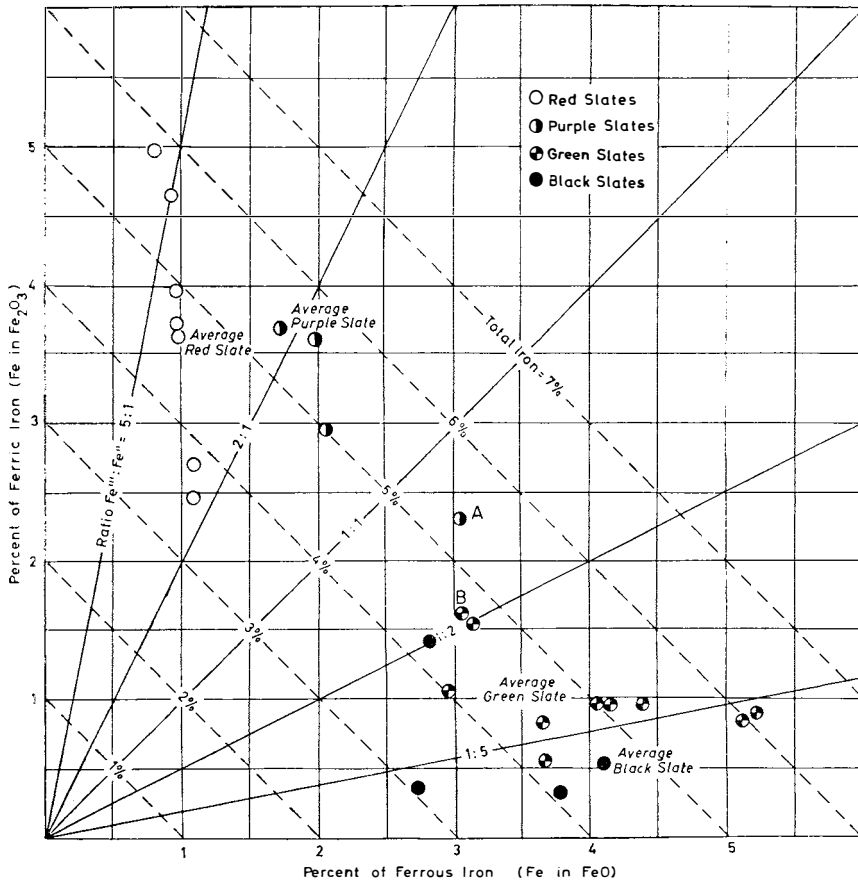 Red Slates
Purple Slates
Green Slates
Black Slates
Percent of Ferric Iron (Fe in Fe₂O₃)
5
4
3
2
1
Average
Red Slate
Average
Purple Slate
Ratio Fe''' : Fe'' = 5:1
2:1
1:1
1:2
1:5
Total Iron = 7%
6%
5%
4%
3%
2%
1%
A
B
Average
Green Slate
Average
Black Slate
1
2
3
4
5
Percent of Ferrous Iron (Fe in FeO)